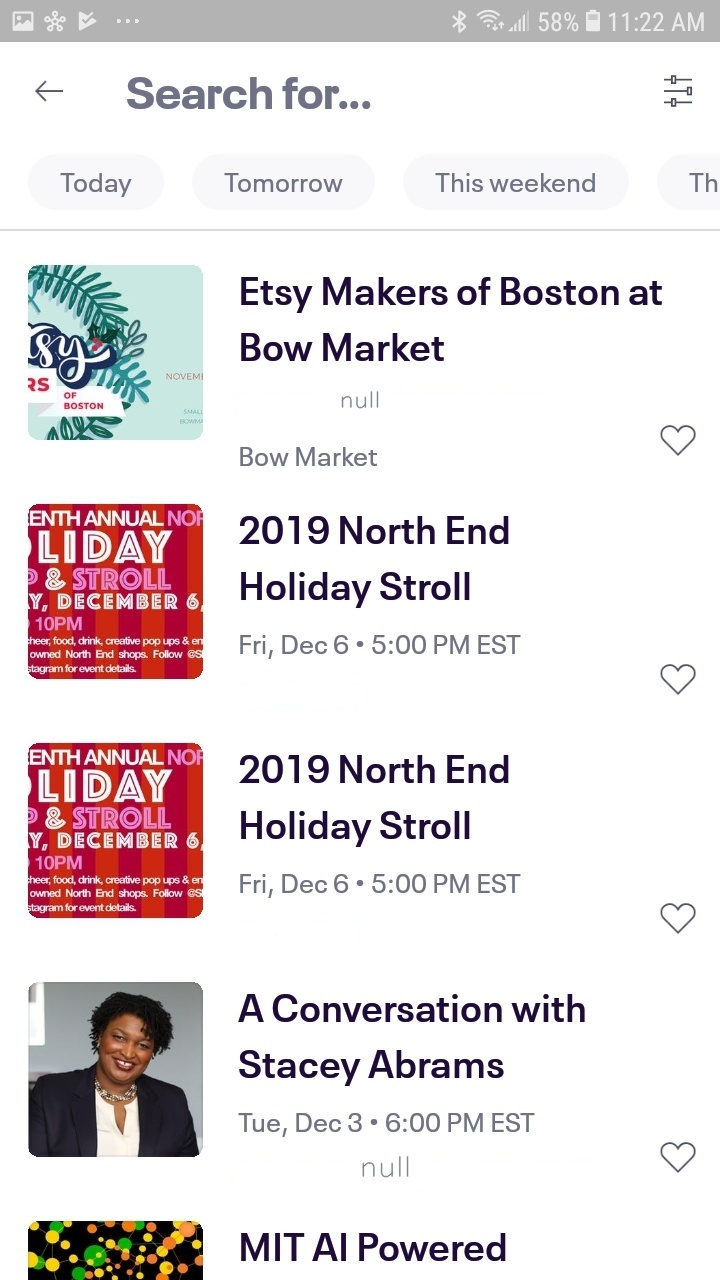 58% 11:22 AM
Search for...
Today Tomorrow This weekend Th
Etsy Makers of Boston at
Bow Market
null
Bow Market
sy
RS
OF
BOSTON
NOVEME
SMALL
BOWMA
2019 North End
Holiday Stroll
Fri, Dec 6 • 5:00 PM EST
ENTH ANNUAL NOR
LIDAY
P & STROLL
AY, DECEMBER 6,
10PM
cheer, food, drink, creative pop ups & en
owned North End shops. Follow @S
stagram for event details.
2019 North End
Holiday Stroll
Fri, Dec 6 • 5:00 PM EST
ENTH ANNUAL NOR
LIDAY
P & STROLL
AY, DECEMBER 6,
10PM
cheer, food, drink, creative pop ups & en
owned North End shops. Follow @S
stagram for event details.
A Conversation with
Stacey Abrams
Tue, Dec 3 • 6:00 PM EST
null
MIT AI Powered